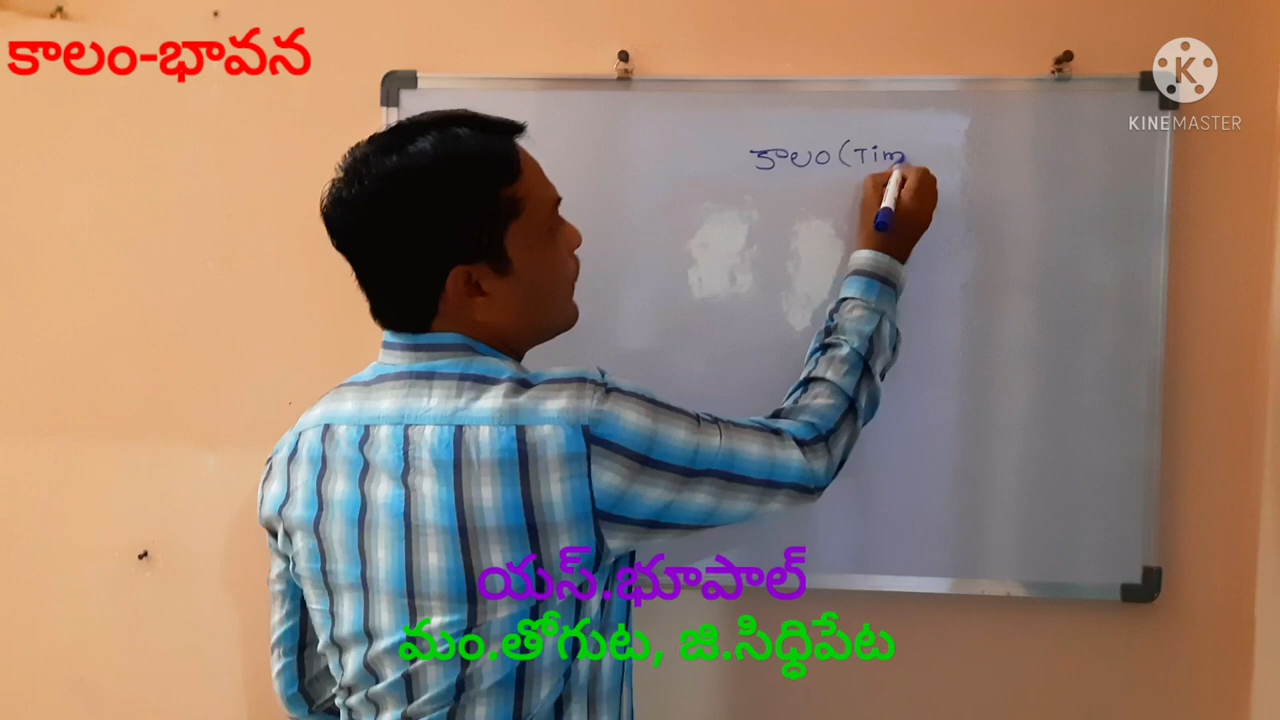 కాలం-భావన
KINEMASTER
కాలం (Tim
యస్.భూపాల్
మం.తోగుట, జి.సిద్ధిపేట